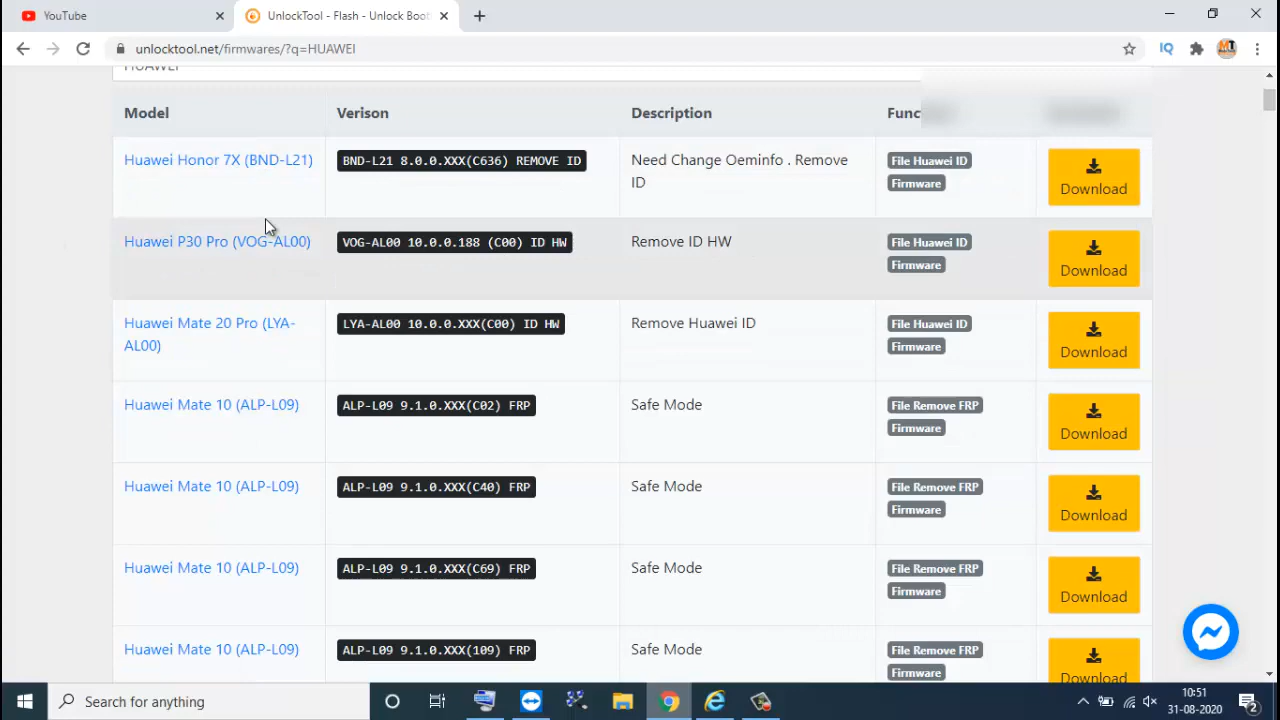 YouTube
UnlockTool - Flash - Unlock Boot
unlocktool.net/firmwares/?q=HUAWEI
IQ
HUAWEI
Model Verison Description Func
Huawei Honor 7X (BND-L21) BND-L21 8.0.0.XXX(C636) REMOVE ID Need Change Oeminfo . Remove File Huawei ID
ID Firmware Download
Huawei P30 Pro (VOG-AL00) VOG-AL00 10.0.0.188 (C00) ID HW Remove ID HW File Huawei ID
Firmware Download
Huawei Mate 20 Pro (LYA- LYA-AL00 10.0.0.XXX(C00) ID HW Remove Huawei ID File Huawei ID
AL00) Firmware Download
Huawei Mate 10 (ALP-L09) ALP-L09 9.1.0.XXX(C02) FRP Safe Mode File Remove FRP
Firmware Download
Huawei Mate 10 (ALP-L09) ALP-L09 9.1.0.XXX(C40) FRP Safe Mode File Remove FRP
Firmware Download
Huawei Mate 10 (ALP-L09) ALP-L09 9.1.0.XXX(C69) FRP Safe Mode File Remove FRP
Firmware Download
Huawei Mate 10 (ALP-L09) ALP-L09 9.1.0.XXX(109) FRP Safe Mode File Remove FRP
Firmware Download
Search for anything
10:51
31-08-2020
2